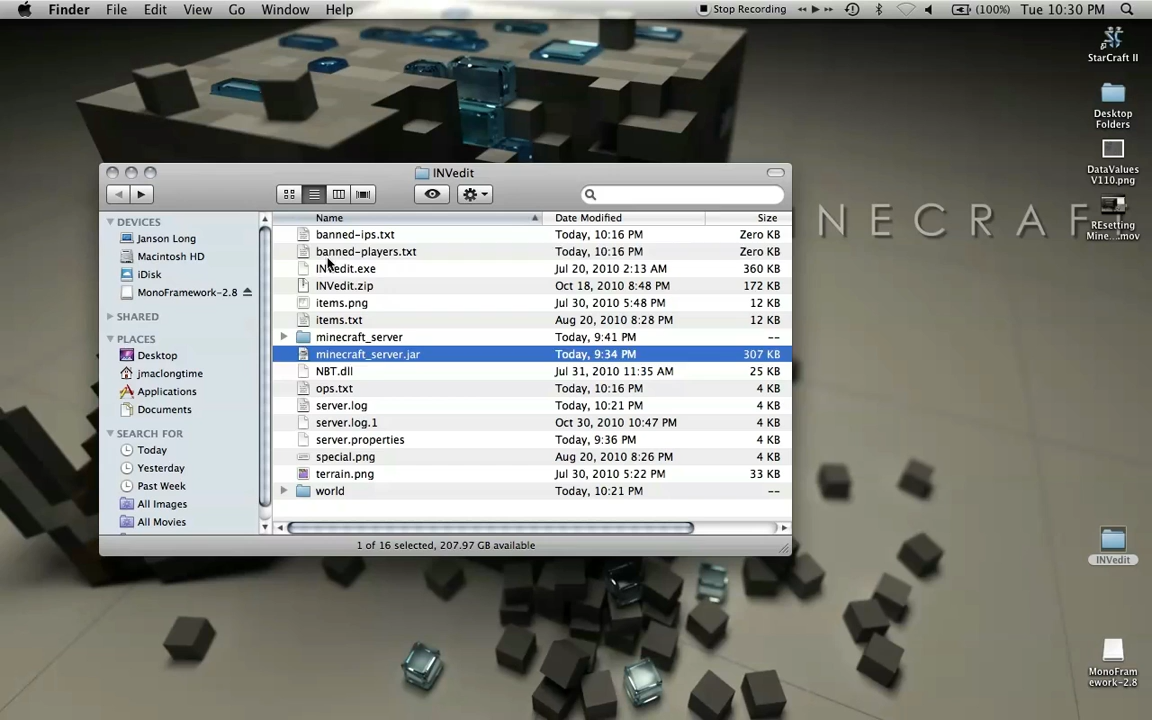 Finder File Edit View Go Window Help Stop Recording (100%) Tue 10:30 PM
StarCraft II
Desktop
Folders
DataValues
V110.png
REsetting
Mine...mov
NECRAF
INVedit
Name Date Modified Size
DEVICES
Janson Long
Macintosh HD
iDisk
MonoFramework-2.8
SHARED
PLACES
Desktop
jmaclongtime
Applications
Documents
SEARCH FOR
Today
Yesterday
Past Week
All Images
All Movies
banned-ips.txt Today, 10:16 PM Zero KB
banned-players.txt Today, 10:16 PM Zero KB
INVedit.exe Jul 20, 2010 2:13 AM 360 KB
INVedit.zip Oct 18, 2010 8:48 PM 172 KB
items.png Jul 30, 2010 5:48 PM 12 KB
items.txt Aug 20, 2010 8:28 PM 12 KB
minecraft_server Today, 9:41 PM --
minecraft_server.jar Today, 9:34 PM 307 KB
NBT.dll Jul 31, 2010 11:35 AM 25 KB
ops.txt Today, 10:16 PM 4 KB
server.log Today, 10:21 PM 4 KB
server.log.1 Oct 30, 2010 10:47 PM 4 KB
server.properties Today, 9:36 PM 4 KB
special.png Aug 20, 2010 8:26 PM 4 KB
terrain.png Jul 30, 2010 5:22 PM 33 KB
world Today, 10:21 PM --
1 of 16 selected, 207.97 GB available
INVedit
MonoFram
ework-2.8